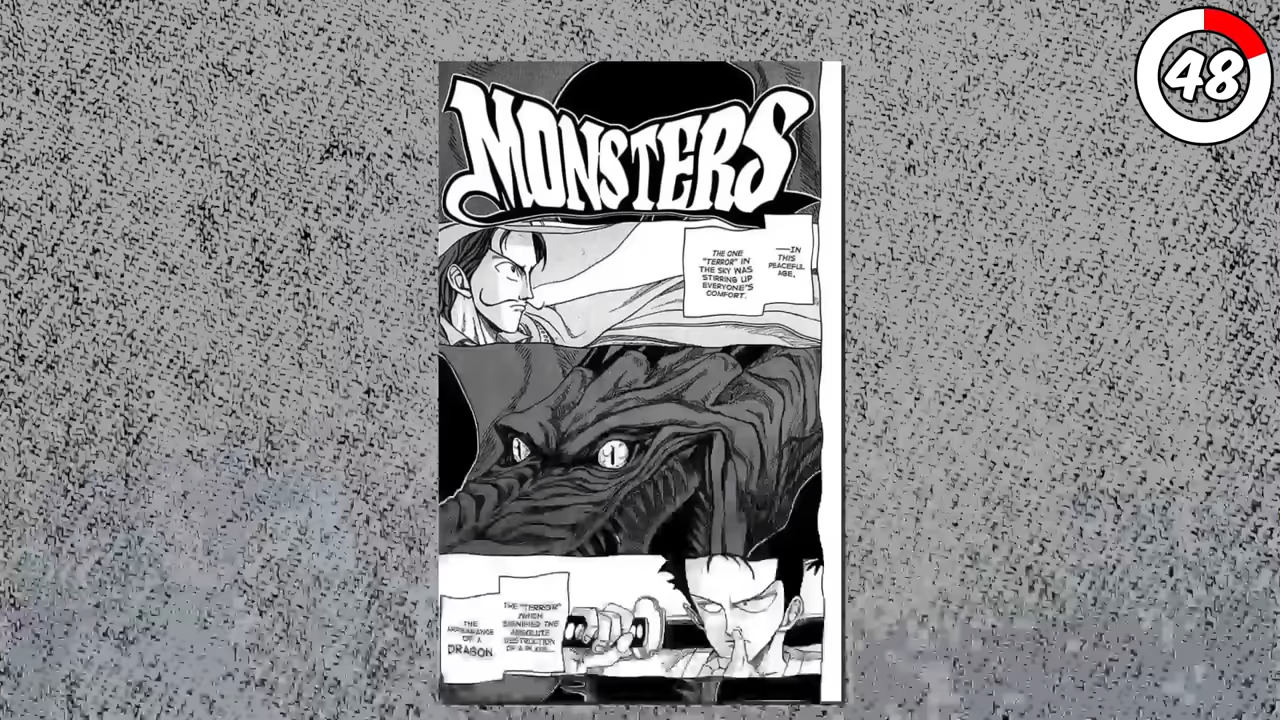 48
MONSTERS
——IN
THIS
PEACEFUL
AGE,
THE ONE
"TERROR" IN
THE SKY WAS
STIRRING UP
EVERYONE'S
COMFORT.
THE "TERROR"
WHICH
SIGNIFIED THE
ABSOLUTE
DESTRUCTION
OF A
THE
APPEARANCE
OF A
DRAGON